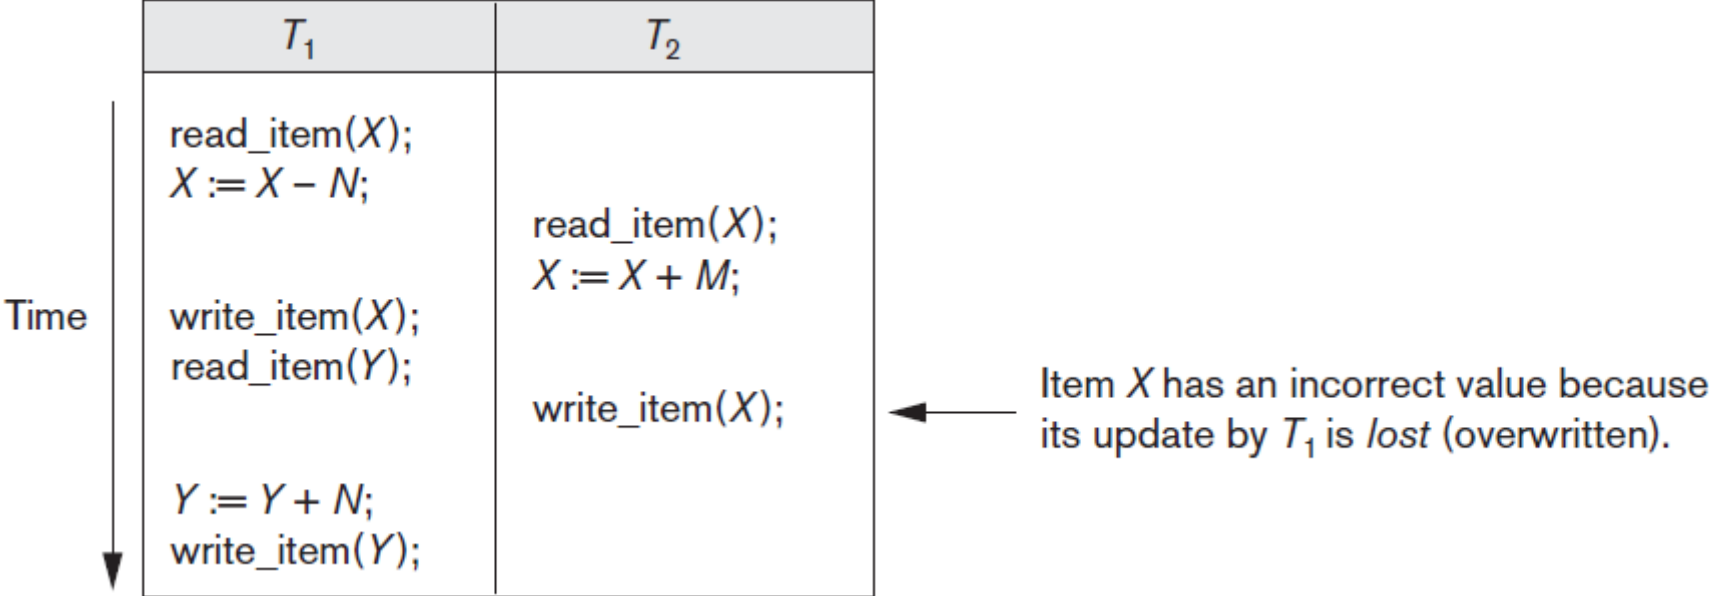 T₁ T₂
read_item(X);
X := X – N;
read_item(X);
X := X + M;
Time
write_item(X);
read_item(Y);
write_item(X);
Item X has an incorrect value because
its update by T₁ is lost (overwritten).
Y := Y + N;
write_item(Y);